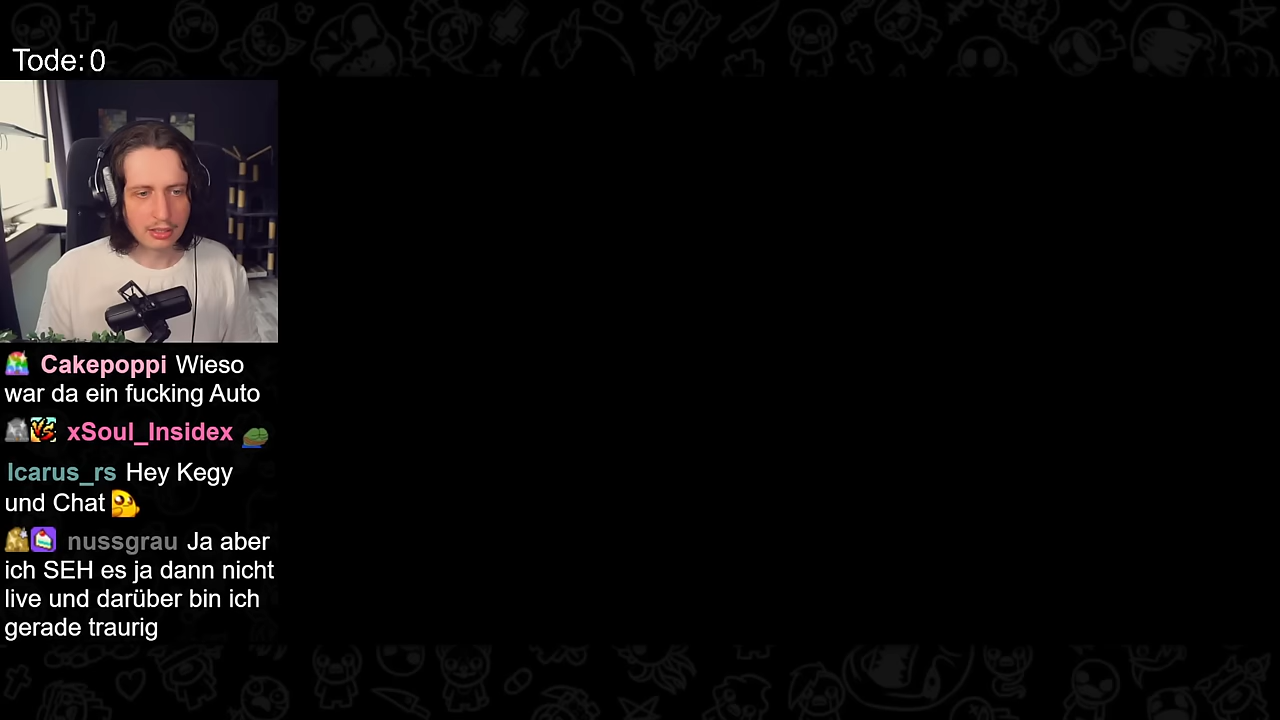 Tode: 0
Cakepoppi Wieso
war da ein fucking Auto
xSoul_Insidex
Icarus_rs Hey Kegy
und Chat
nussgrau Ja aber
ich SEH es ja dann nicht
live und darüber bin ich
gerade traurig